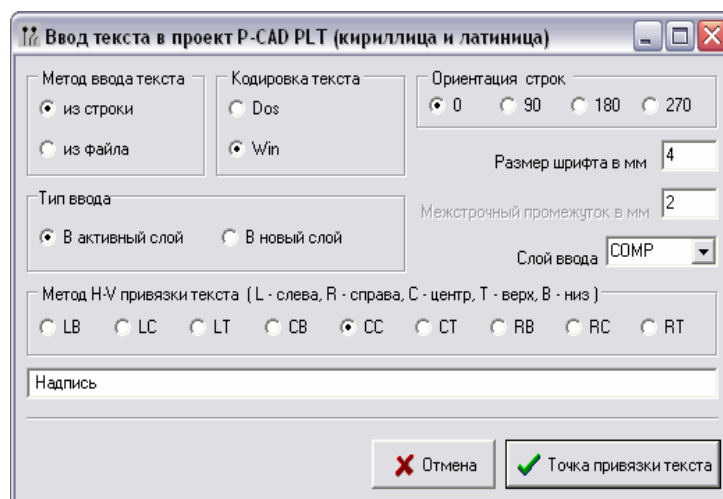 Ввод текста в проект P-CAD PLT (кириллица и латиница)
Метод ввода текста
из строки
из файла
Кодировка текста
Dos
Win
Ориентация строк
0 90 180 270
Размер шрифта в мм 4
Межстрочный промежуток в мм 2
Тип ввода
В активный слой В новый слой
Слой ввода COMP
Метод H-V привязки текста ( L - слева, R - справа, C - центр, T - верх, B - низ )
LB LC LT CB CC CT RB RC RT
Надпись
Отмена Точка привязки текста